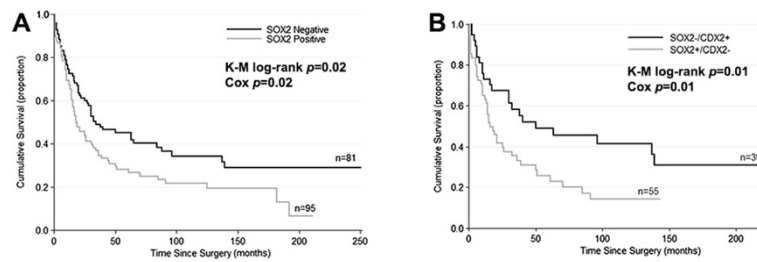 A
SOX2 Negative
SOX2 Positive
K-M log-rank p=0.02
Cox p=0.02
n=81
n=95
Cumulative Survival (proportion)
1.0
0.8
0.6
0.4
0.2
0.0
0 50 100 150 200 250
Time Since Surgery (months)
B
SOX2-/CDX2+
SOX2+/CDX2-
K-M log-rank p=0.01
Cox p=0.01
n=55
Cumulative Survival (proportion)
1.0
0.8
0.6
0.4
0.2
0.0
0 50 100 150 200
Time Since Surgery (months)